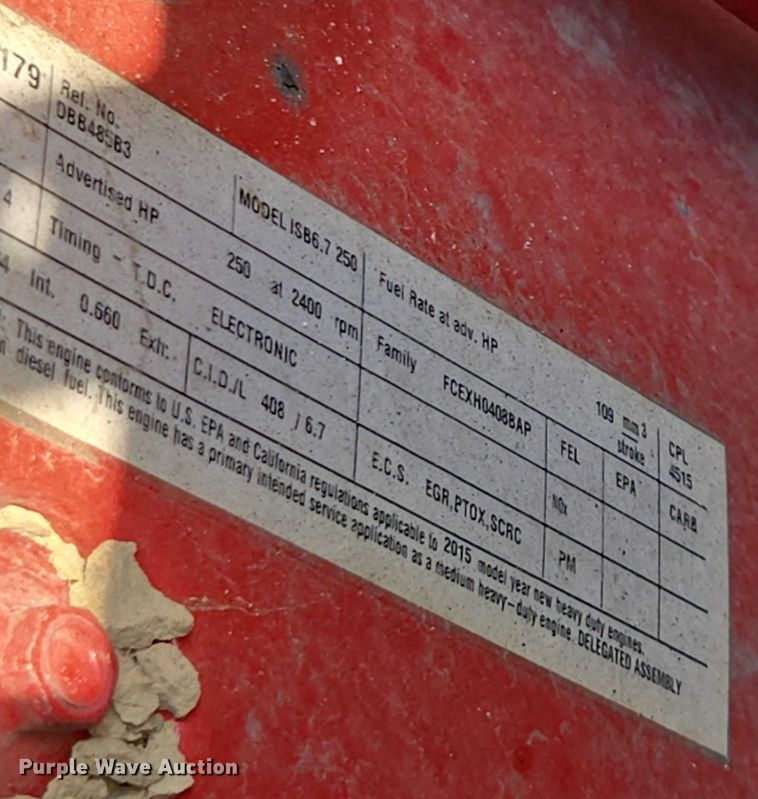 179
Ref. No.
DBB485B3
MODEL ISB6.7 250
Fuel Rate at adv. HP
109 mm3
stroke
CPL
4515
Advertised HP 250 at 2400 rpm
Family FCEXH0408BAP
FEL
EPA
CARB
4
Timing - T.D.C. ELECTRONIC
NOx
4 Int. 0.560 Exh:
C.I.D./L 408 / 6.7
E.C.S. EGR,PTOX,SCRC
PM
This engine conforms to U.S. EPA and California regulations applicable to 2015 model year new heavy duty engines.
diesel fuel. This engine has a primary intended service application as a medium heavy-duty engine. DELEGATED ASSEMBLY
Purple Wave Auction